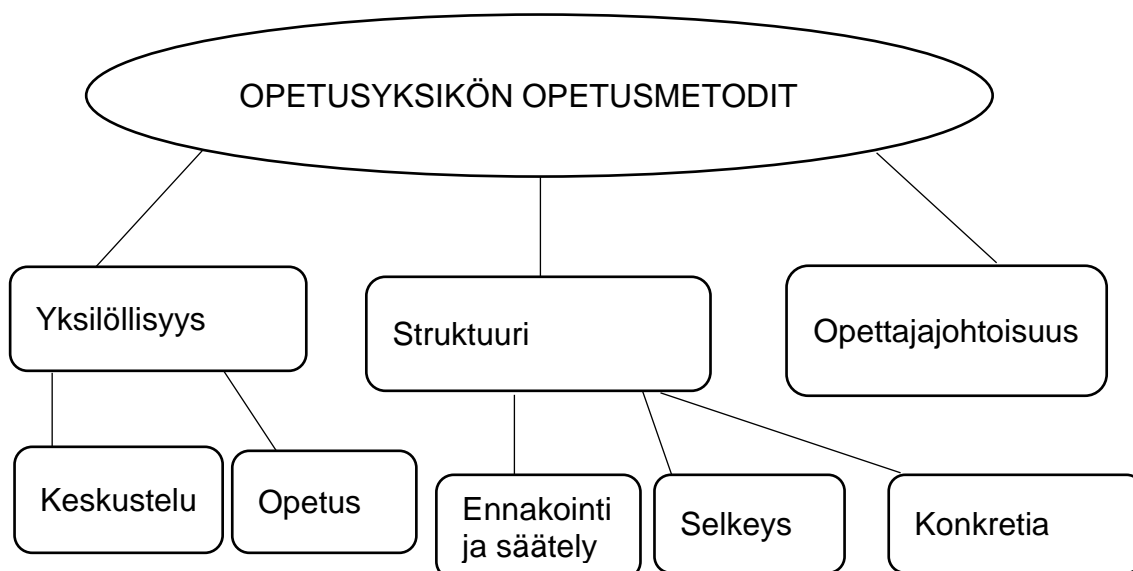 OPETUSYKSIKÖN OPETUSMETODIT
Yksilöllisyys
Struktuuri
Opettajajohtoisuus
Keskustelu
Opetus
Ennakointi
ja säätely
Selkeys
Konkretia